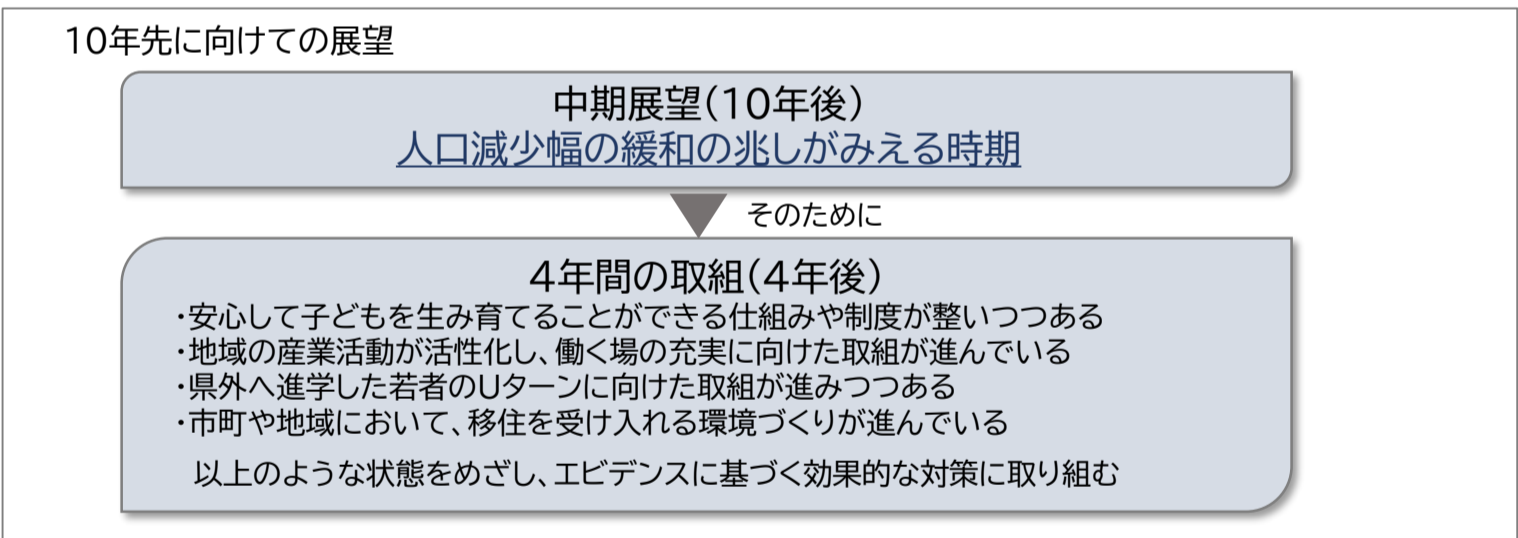 10年先に向けての展望
中期展望(10年後)
人口減少幅の緩和の兆しがみえる時期
そのために
4年間の取組(4年後)
・安心して子どもを生み育てることができる仕組みや制度が整いつつある
・地域の産業活動が活性化し、働く場の充実に向けた取組が進んでいる
・県外へ進学した若者のUターンに向けた取組が進みつつある
・市町や地域において、移住を受け入れる環境づくりが進んでいる
以上のような状態をめざし、エビデンスに基づく効果的な対策に取り組む